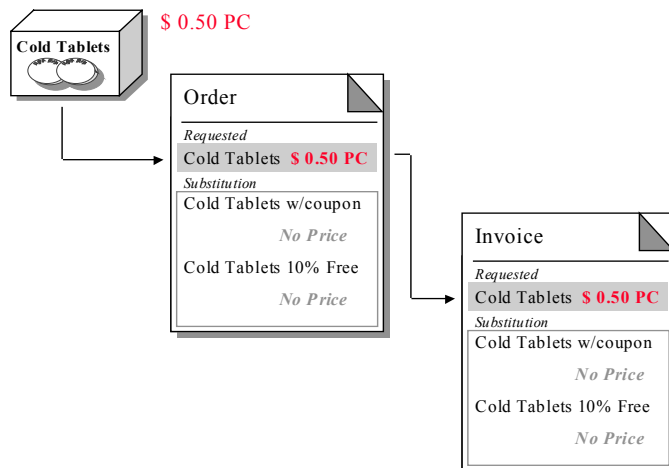 $ 0.50 PC
Cold Tablets
Order
Requested
Cold Tablets $ 0.50 PC
Substitution
Cold Tablets w/coupon
No Price
Cold Tablets 10% Free
No Price
Invoice
Requested
Cold Tablets $ 0.50 PC
Substitution
Cold Tablets w/coupon
No Price
Cold Tablets 10% Free
No Price